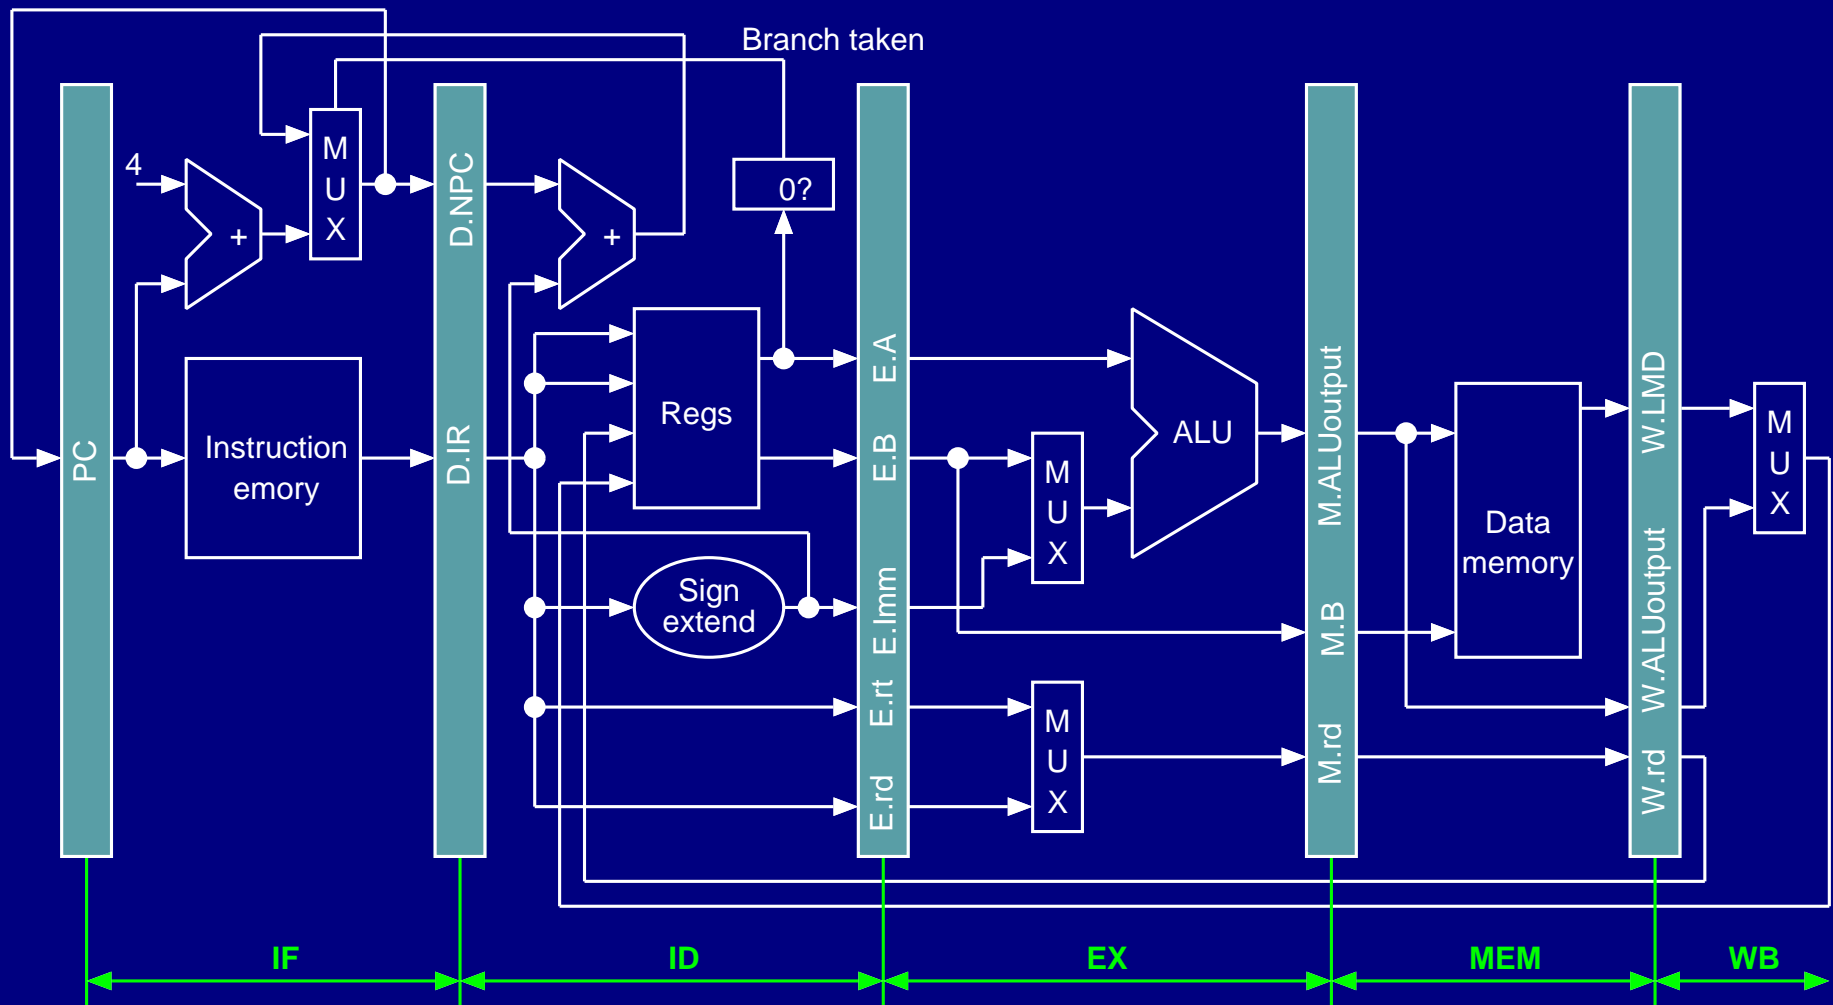 Branch taken
4
+
M
U
X
D.NPC
+
0?
PC
Instruction
emory
D.IR
Regs
Sign
extend
E.A
E.B
E.Imm
E.rt
E.rd
M
U
X
M
U
X
ALU
M.ALUoutput
M.B
M.rd
Data
memory
W.LMD
W.ALUoutput
W.rd
M
U
X
IF
ID
EX
MEM
WB